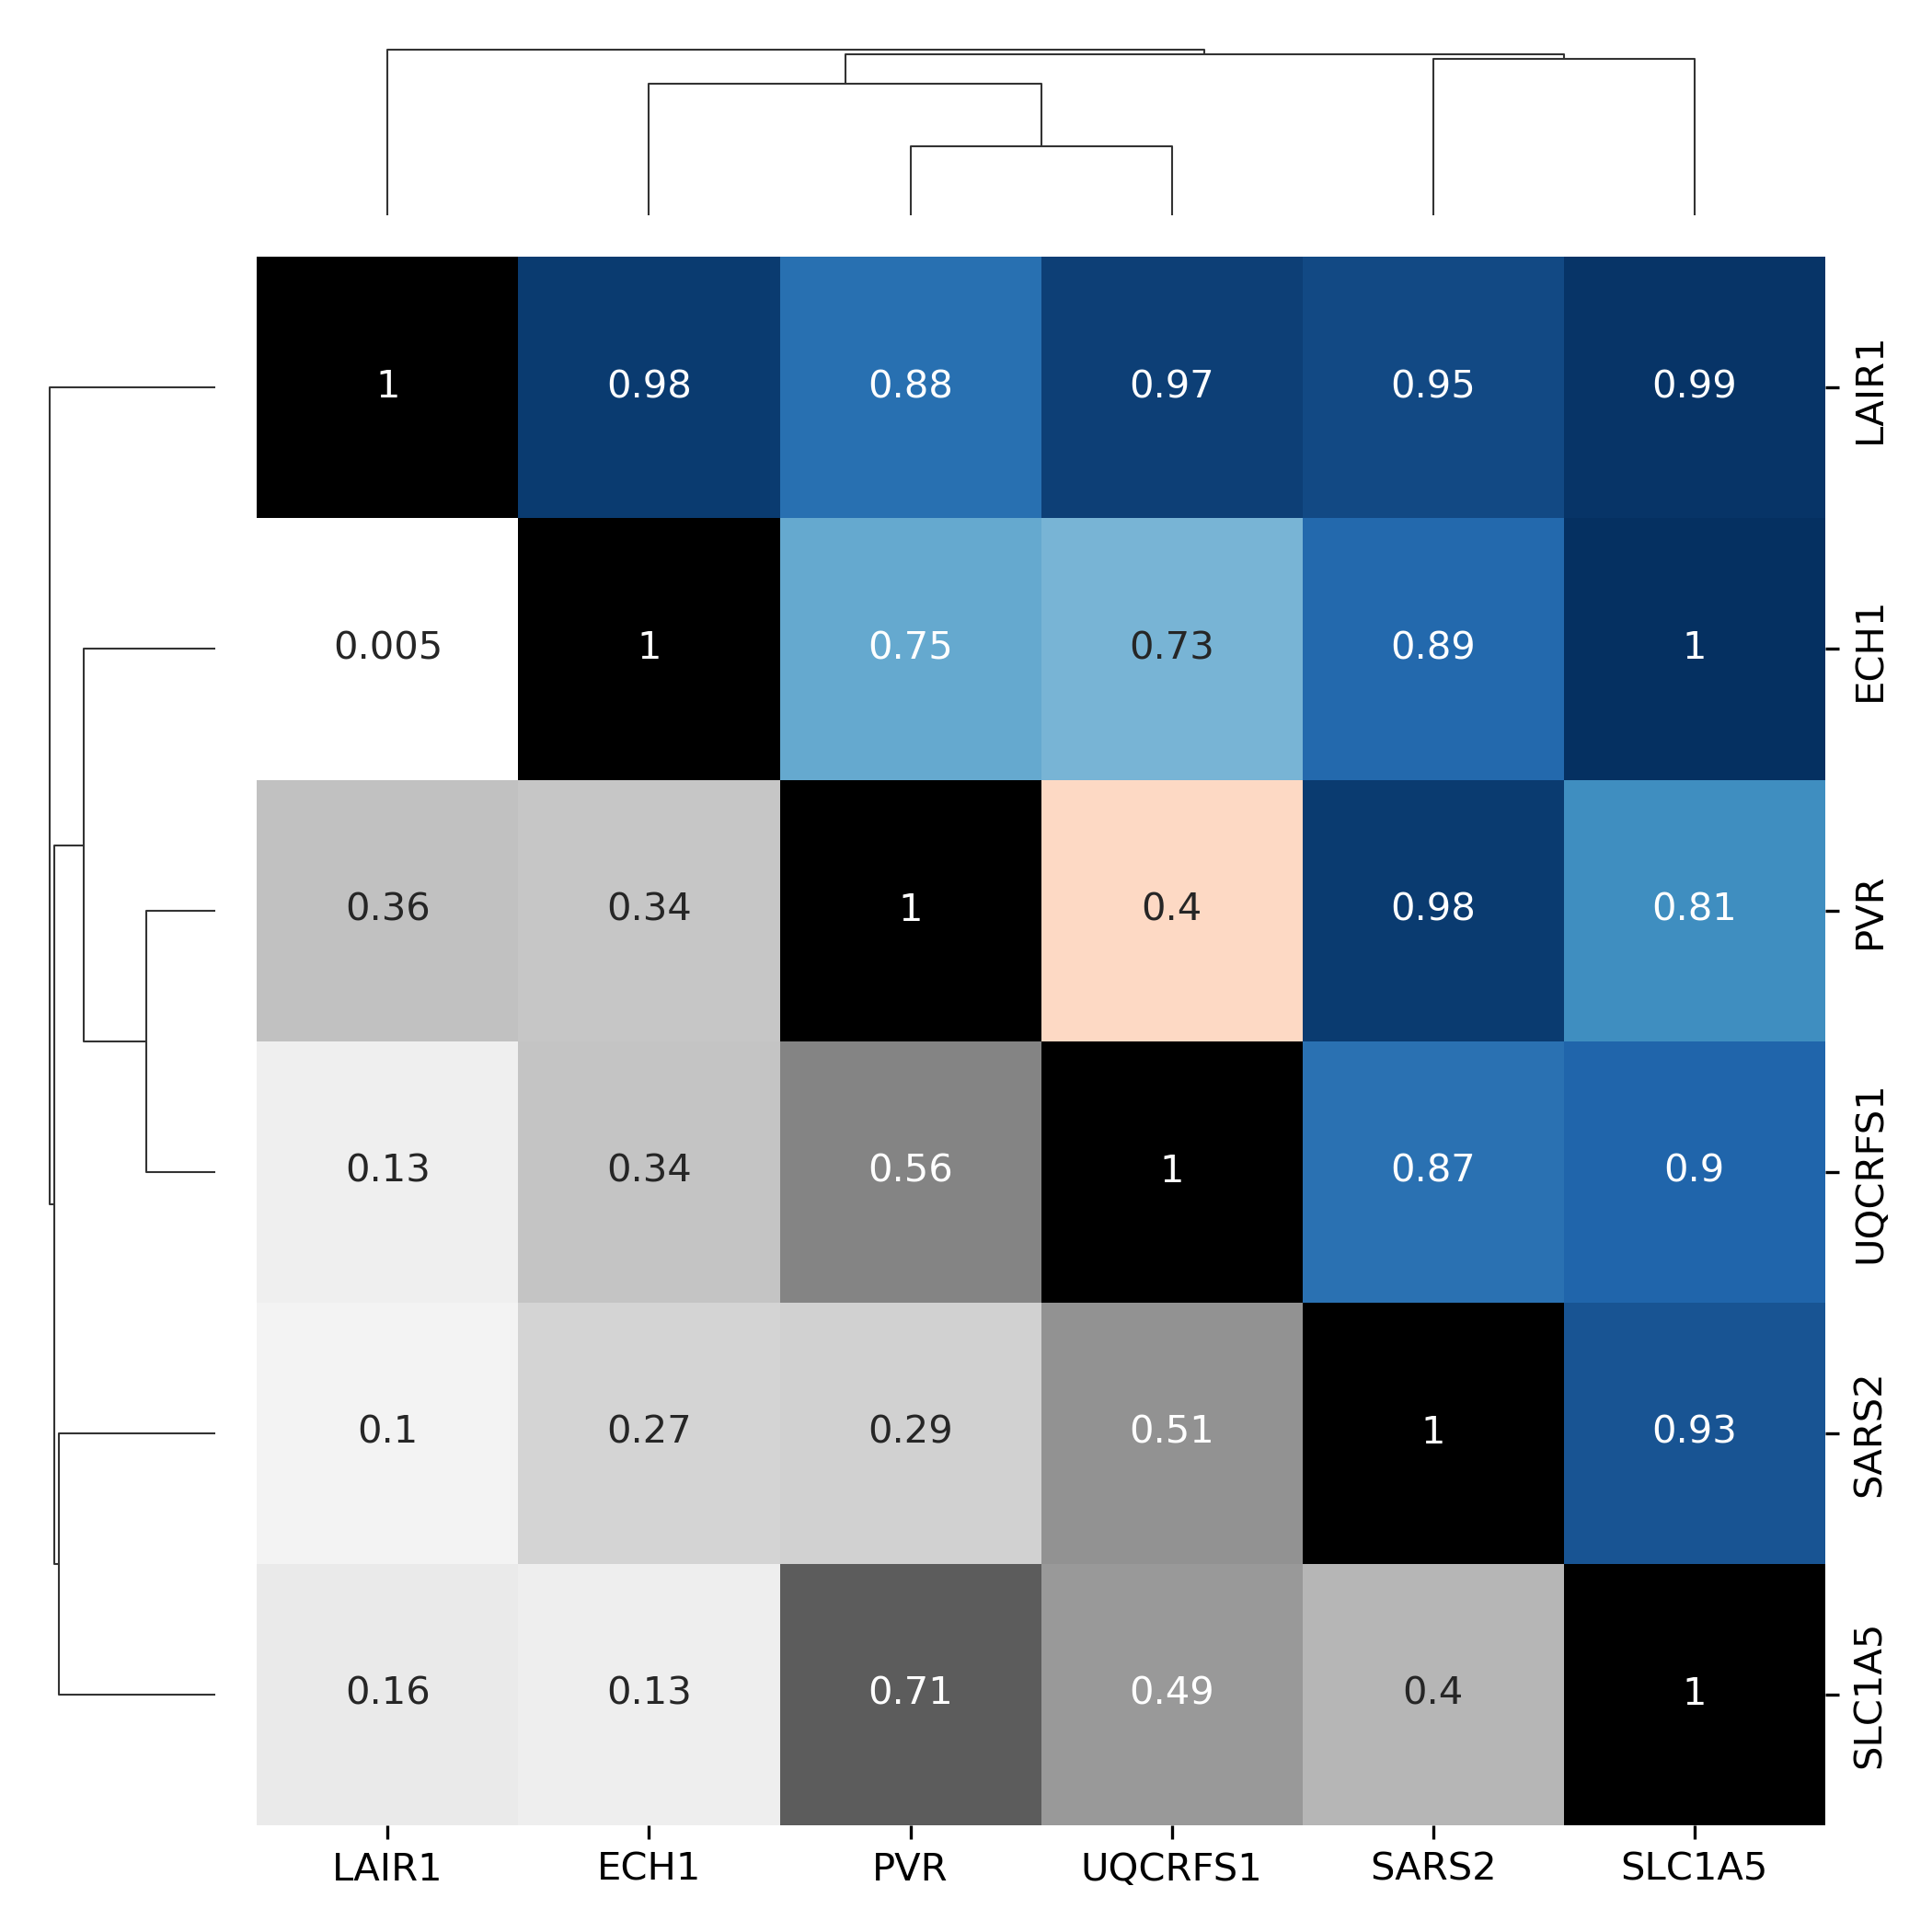 1 0.98 0.88 0.97 0.95 0.99 LAIR1
0.005 1 0.75 0.73 0.89 1 ECH1
0.36 0.34 1 0.4 0.98 0.81 PVR
0.13 0.34 0.56 1 0.87 0.9 UQCRFS1
0.1 0.27 0.29 0.51 1 0.93 SARS2
0.16 0.13 0.71 0.49 0.4 1 SLC1A5
LAIR1 ECH1 PVR UQCRFS1 SARS2 SLC1A5